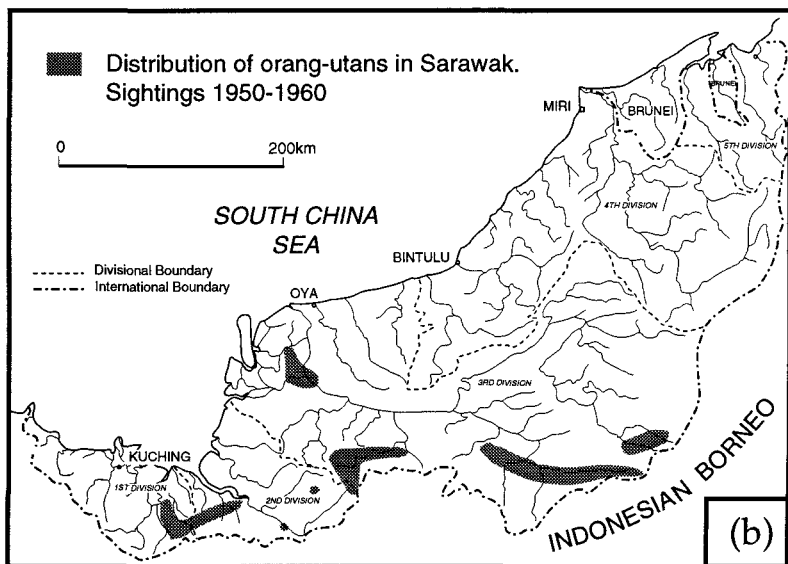 Distribution of orang-utans in Sarawak.
Sightings 1950-1960
0
200km
SOUTH CHINA
SEA
Divisional Boundary
International Boundary
MIRI
BRUNEI
BRUNEI
5TH DIVISION
4TH DIVISION
BINTULU
OYA
3RD DIVISION
KUCHING
1ST DIVISION
2ND DIVISION
INDONESIAN BORNEO
(b)